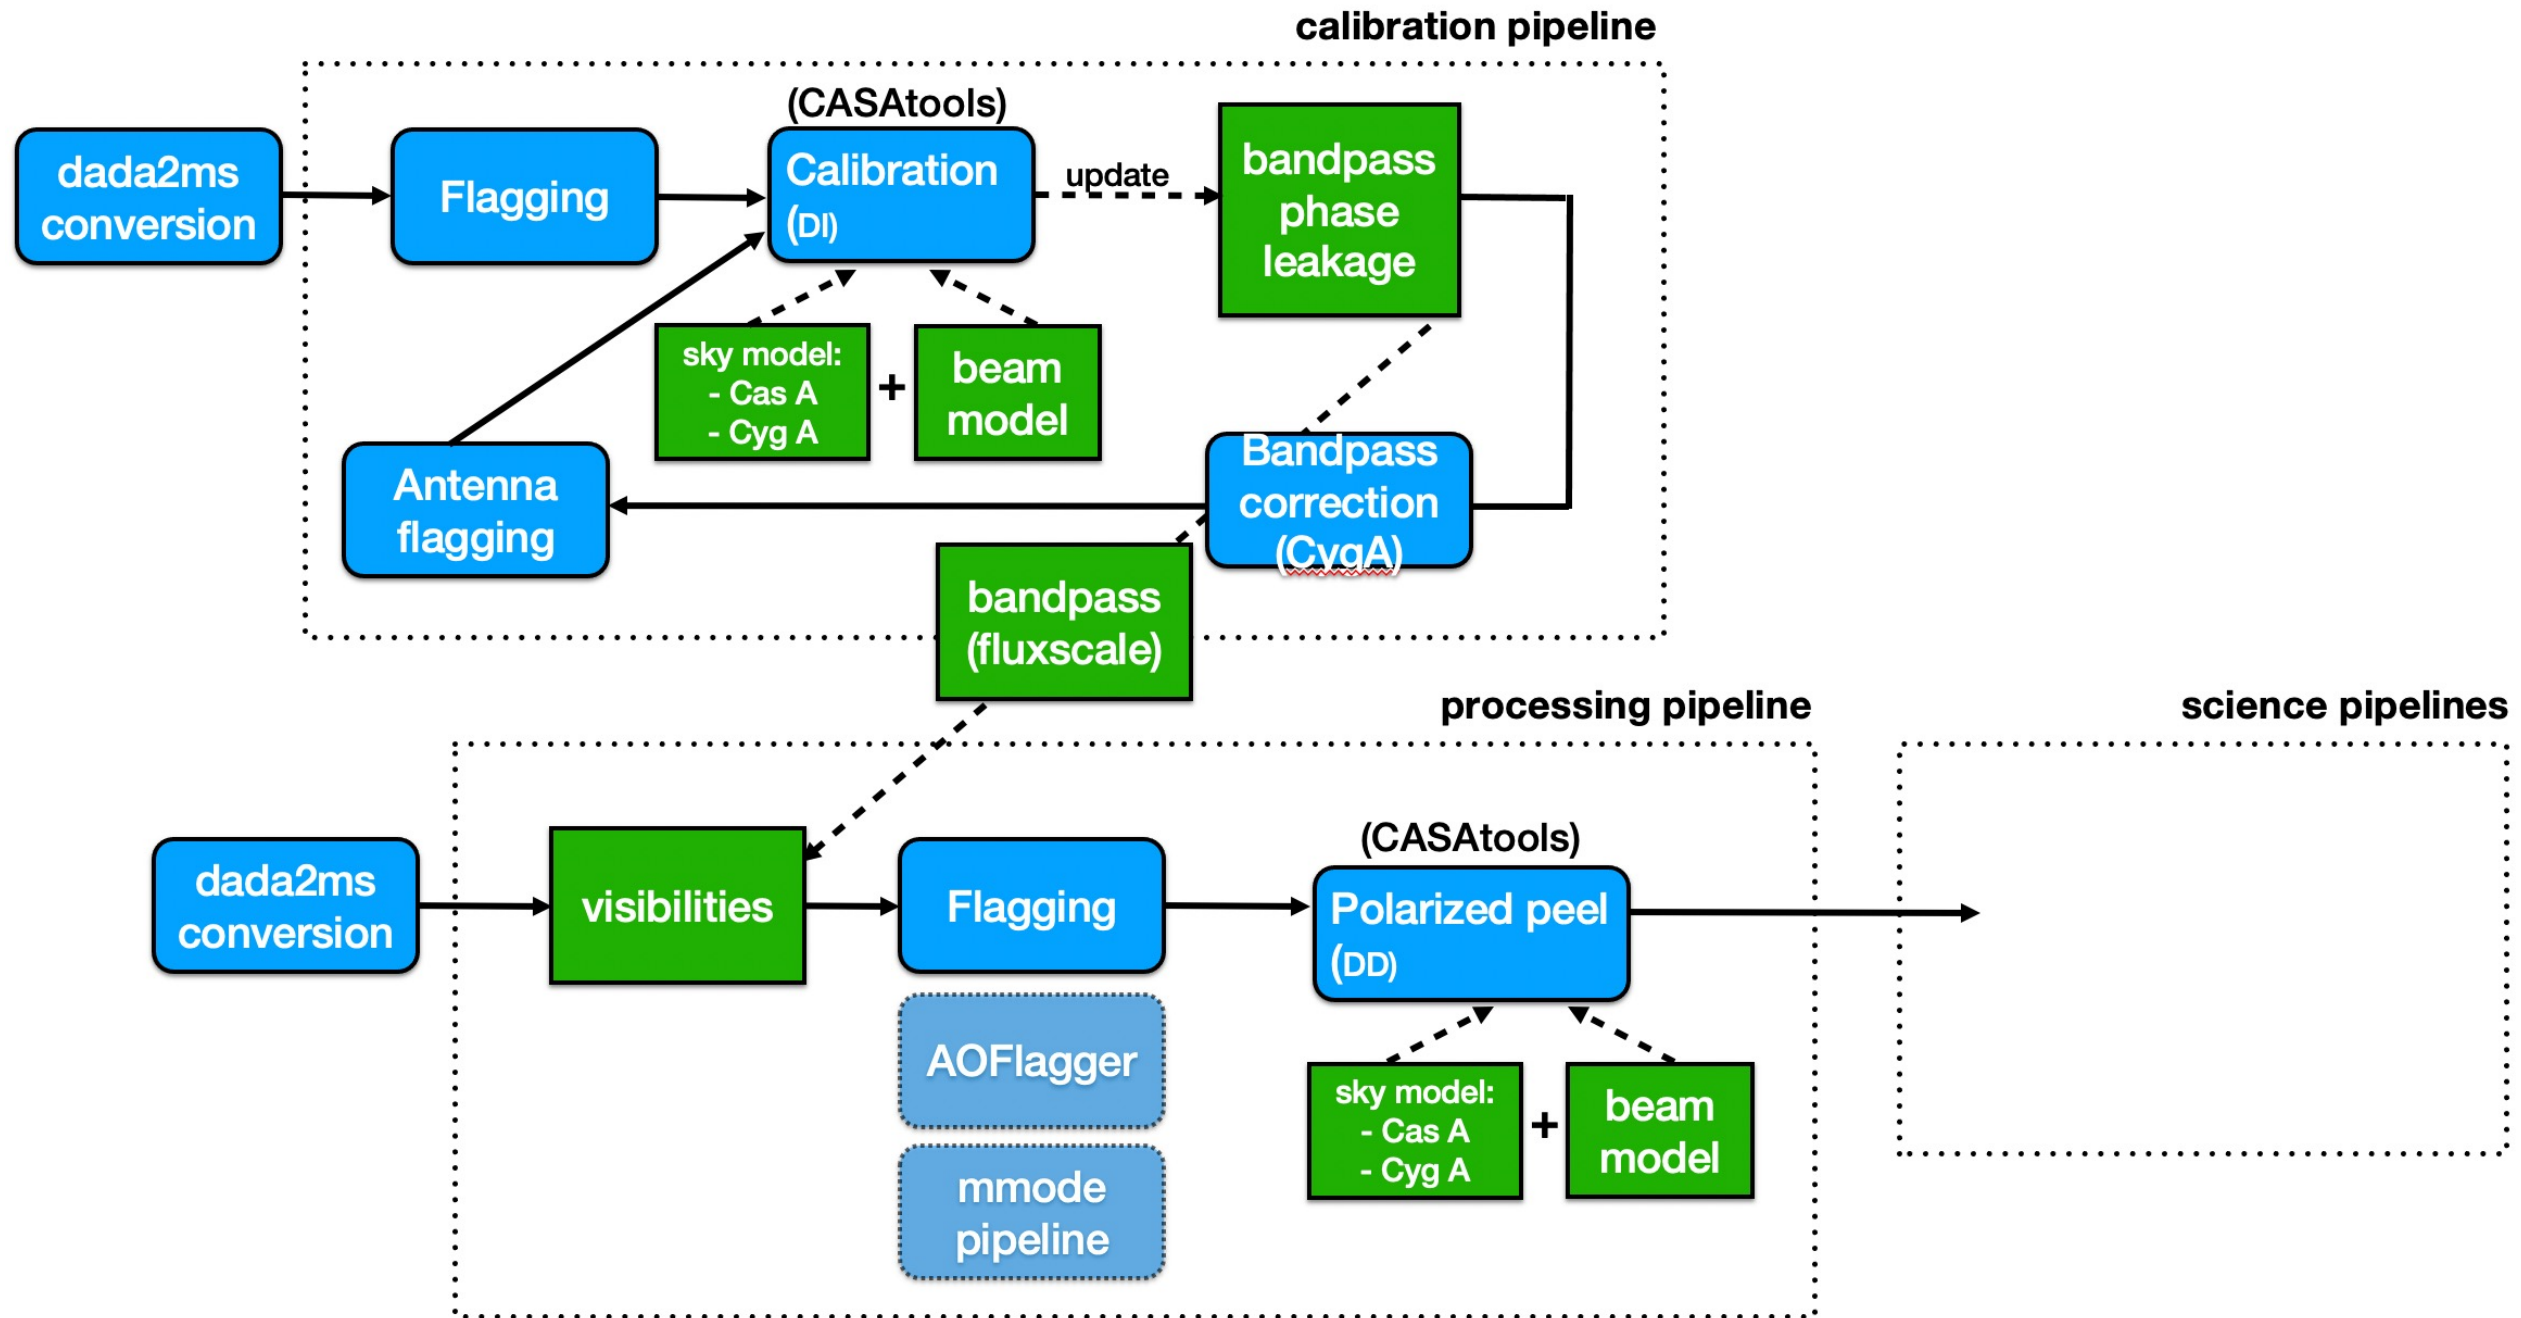 calibration pipeline
(CASAtools)
dada2ms
conversion
Flagging
Calibration
(DI)
update
bandpass
phase
leakage
sky model:
- Cas A
- Cyg A
+
beam
model
Antenna
flagging
Bandpass
correction
(CygA)
bandpass
(fluxscale)
processing pipeline
science pipelines
(CASAtools)
dada2ms
conversion
visibilities
Flagging
Polarized peel
(DD)
AOFlagger
mmode
pipeline
sky model:
- Cas A
- Cyg A
+
beam
model